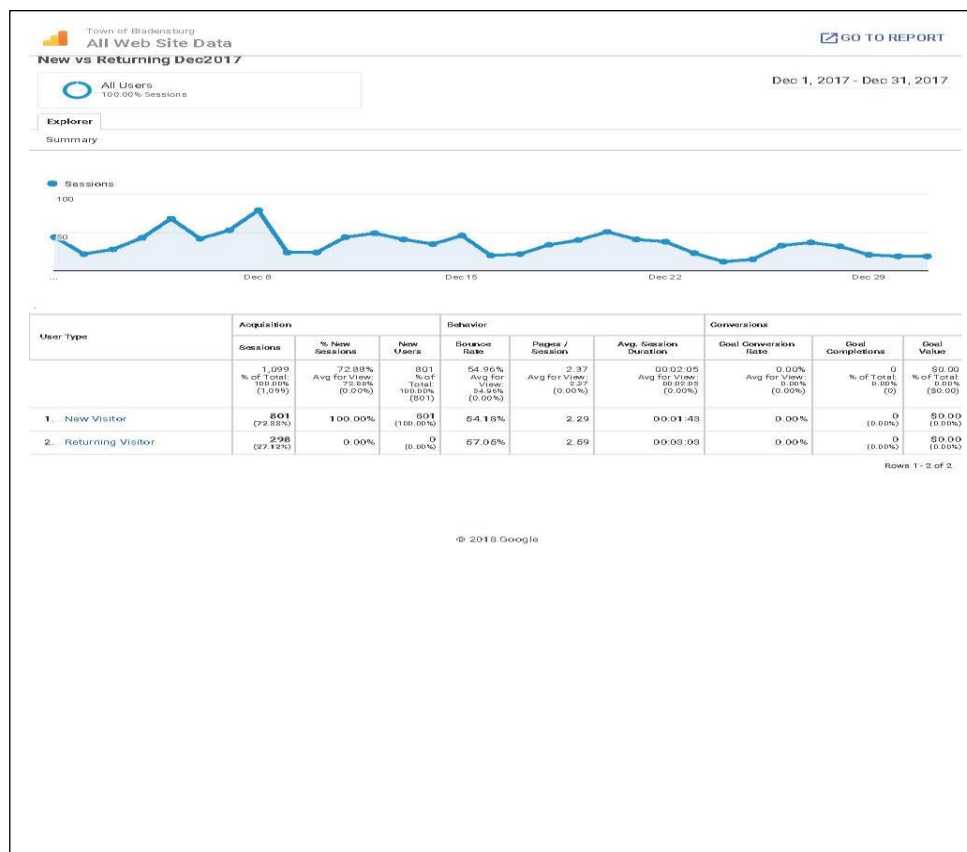 Town of Bladensburg
All Web Site Data
GO TO REPORT
New vs Returning Dec2017
Dec 1, 2017 - Dec 31, 2017
All Users
100.00% Sessions
Explorer
Summary
Sessions
100
50
...
Dec 8
Dec 15
Dec 22
Dec 29
User Type
Acquisition
Behavior
Conversions
Sessions
% New Sessions
New Users
Bounce Rate
Pages / Session
Avg. Session Duration
Goal Conversion Rate
Goal Completions
Goal Value
1,099
% of Total: 100.00% (1,099)
72.88%
Avg for View: 72.88% (0.00%)
801
% of Total: 100.00% (801)
54.96%
Avg for View: 54.96% (0.00%)
2.37
Avg for View: 2.37 (0.00%)
00:02:05
Avg for View: 00:02:05 (0.00%)
0.00%
Avg for View: 0.00% (0.00%)
0
% of Total: 0.00% (0)
$0.00
% of Total: 0.00% ($0.00)
1. New Visitor
801 (72.88%)
100.00%
801 (100.00%)
54.18%
2.29
00:01:43
0.00%
0 (0.00%)
$0.00 (0.00%)
2. Returning Visitor
298 (27.12%)
0.00%
0 (0.00%)
57.05%
2.59
00:03:03
0.00%
0 (0.00%)
$0.00 (0.00%)
Rows 1 - 2 of 2
© 2018 Google